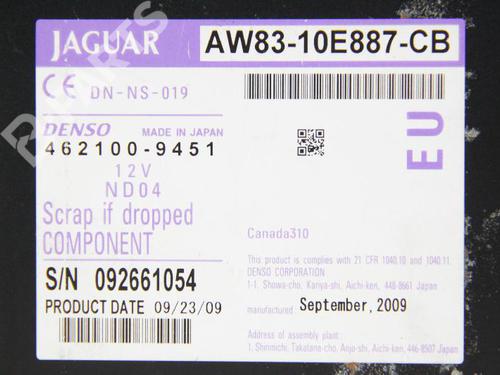 JAGUAR
AW83-10E887-CB
CE DN-NS-019
DENSO MADE IN JAPAN
462100-9451
12V
ND04
Scrap if dropped
COMPONENT
S/N 092661054
PRODUCT DATE 09/23/09
EU
Canada310
This product is complies with 21 CFR 1040.10 and 1040.11.
DENSO CORPORATION
1-1, Showa-cho, Kariya-shi, Aichi-ken, 448-8661 Japan
manufactured September, 2009
Address of assembly plant :
1, Shinmichi, Takatana-cho, Anjo-shi, Aichi-ken, 446-8507 Japan